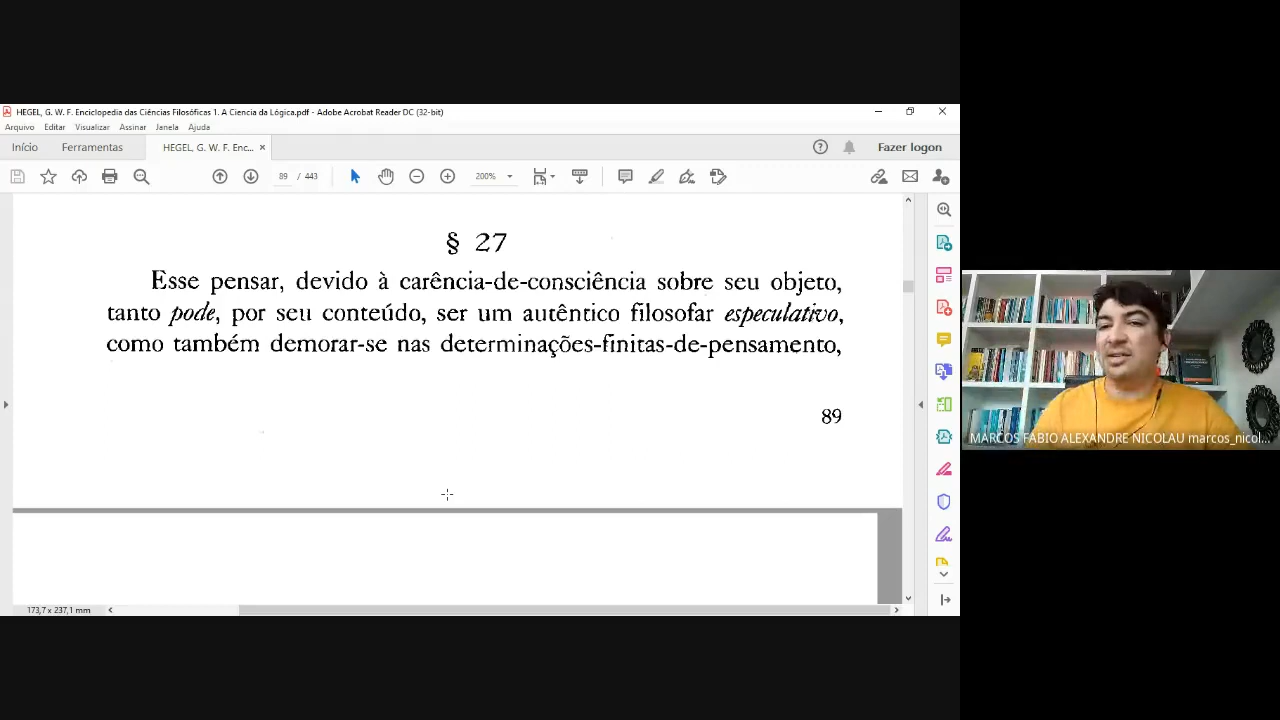 HEGEL, G. W. F. Enciclopedia das Ciências Filosóficas 1. A Ciencia da Lógica.pdf - Adobe Acrobat Reader DC (32-bit)
Arquivo Editar Visualizar Assinar Janela Ajuda
Início Ferramentas HEGEL, G. W. F. Enc... × Fazer logon
89 / 443 200%
§ 27
Esse pensar, devido à carência-de-consciência sobre seu objeto,
tanto pode, por seu conteúdo, ser um autêntico filosofar especulativo,
como também demorar-se nas determinações-finitas-de-pensamento,
89
173,7 x 237,1 mm
MARCOS FABIO ALEXANDRE NICOLAU marcos_nicol...